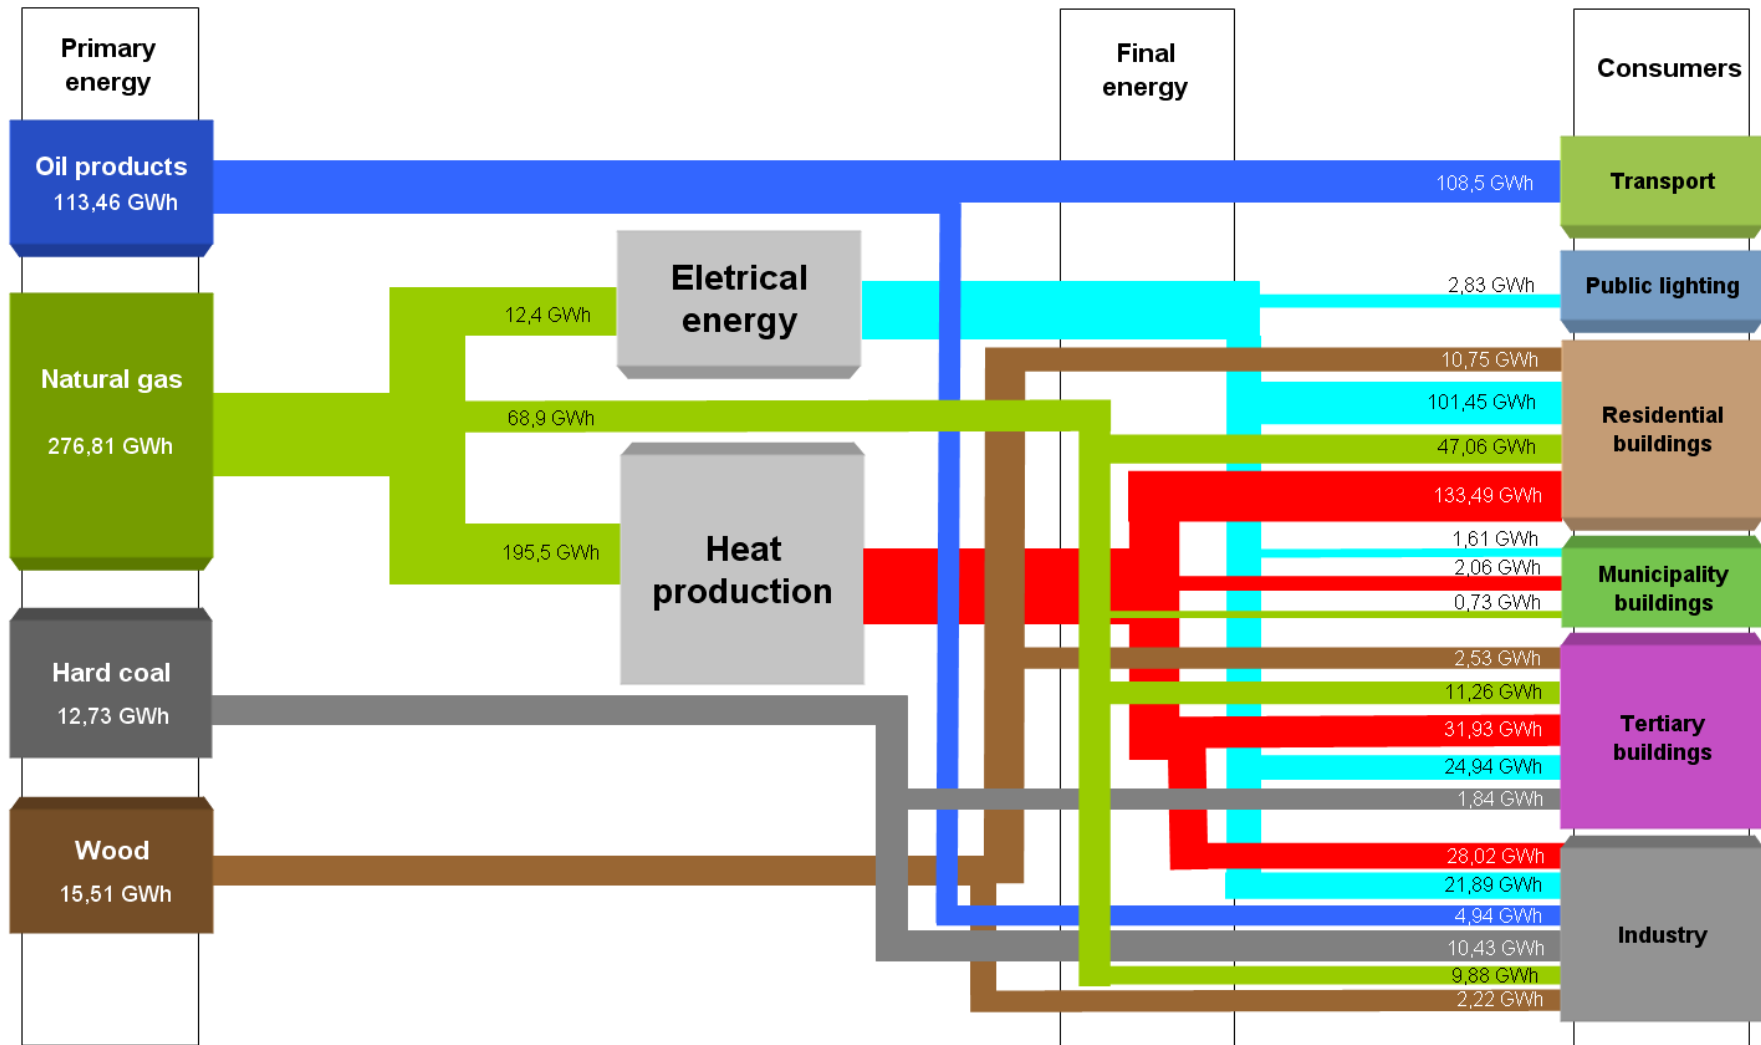 Primary
energy
Final
energy
Consumers
Oil products
113,46 GWh
Natural gas
276,81 GWh
Hard coal
12,73 GWh
Wood
15,51 GWh
12,4 GWh
68,9 GWh
195,5 GWh
Eletrical
energy
Heat
production
108,5 GWh
2,83 GWh
10,75 GWh
101,45 GWh
47,06 GWh
133,49 GWh
1,61 GWh
2,06 GWh
0,73 GWh
2,53 GWh
11,26 GWh
31,93 GWh
24,94 GWh
1,84 GWh
28,02 GWh
21,89 GWh
4,94 GWh
10,43 GWh
9,88 GWh
2,22 GWh
Transport
Public lighting
Residential
buildings
Municipality
buildings
Tertiary
buildings
Industry